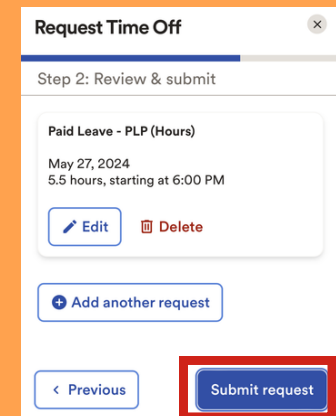 Request Time Off
Step 2: Review & submit
Paid Leave - PLP (Hours)
May 27, 2024
5.5 hours, starting at 6:00 PM
Edit
Delete
Add another request
Previous
Submit request